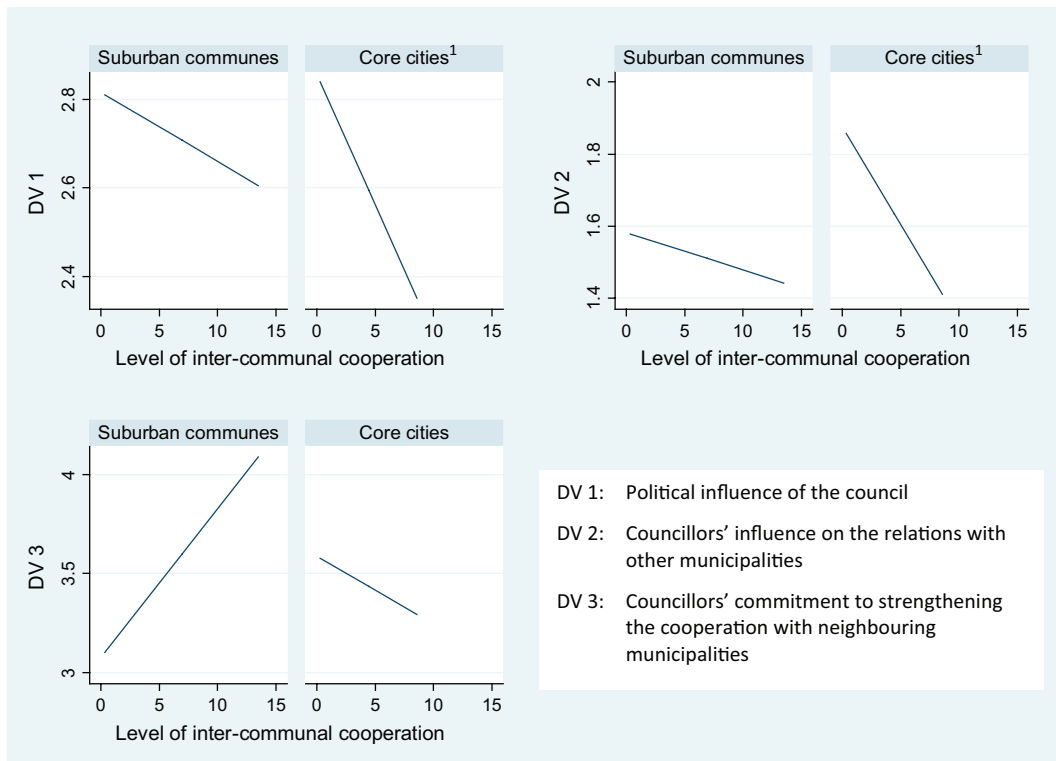 Suburban communes
Core cities¹
DV 1
2.8
2.6
2.4
0 5 10 15
0 5 10 15
Level of inter-communal cooperation
Suburban communes
Core cities¹
DV 2
2
1.8
1.6
1.4
0 5 10 15
0 5 10 15
Level of inter-communal cooperation
Suburban communes
Core cities
DV 3
4
3.5
3
0 5 10 15
0 5 10 15
Level of inter-communal cooperation
DV 1: Political influence of the council
DV 2: Councillors’ influence on the relations with
other municipalities
DV 3: Councillors’ commitment to strengthening
the cooperation with neighbouring
municipalities